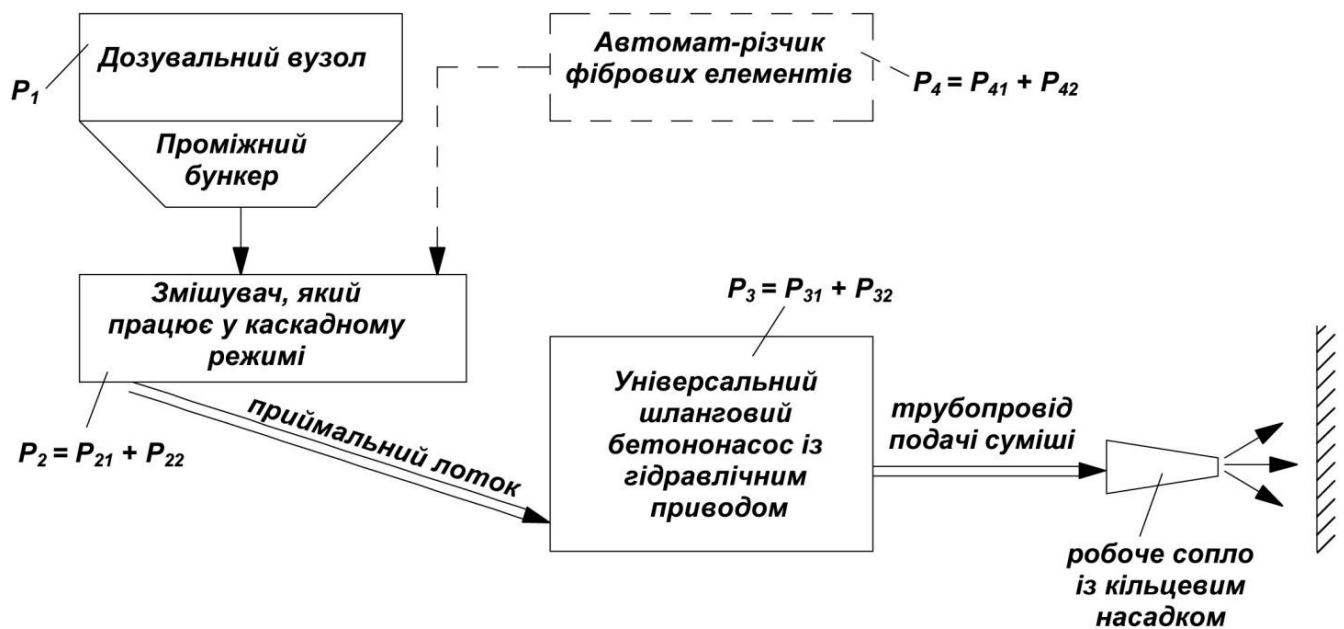 Дозувальний вузол
P1
Проміжний
бункер
Автомат-різчик
фібрових елементів
P4 = P41 + P42
Змішувач, який
працює у каскадному
режимі
P2 = P21 + P22
приймальний лоток
P3 = P31 + P32
Універсальний
шланговий
бетононасос із
гідравлічним
приводом
трубопровід
подачі суміші
робоче сопло
із кільцевим
насадком